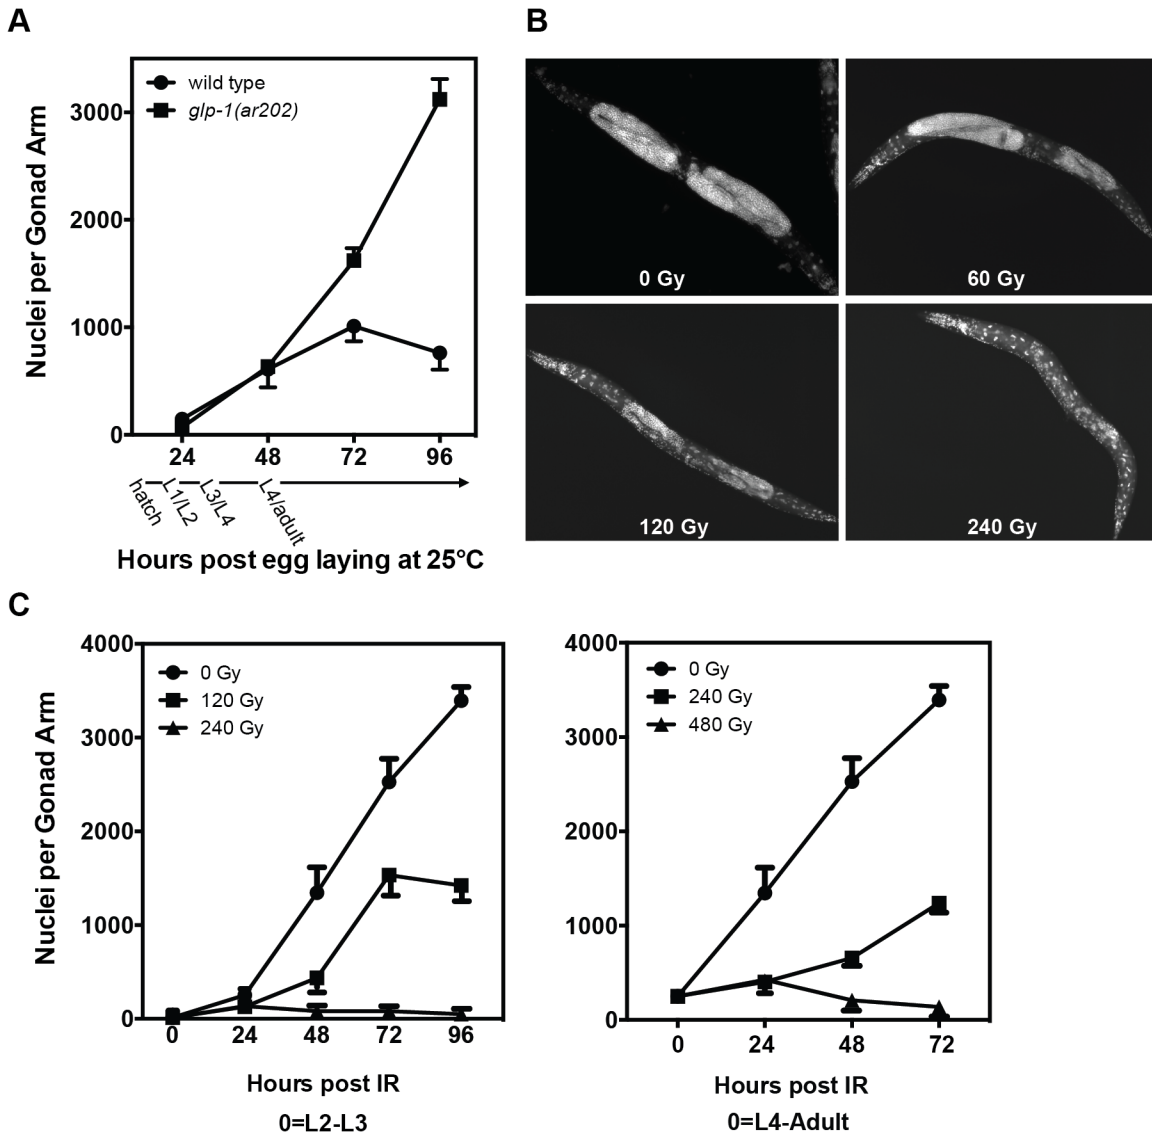 A
wild type
glp-1(ar202)
Nuclei per Gonad Arm
3000
2000
1000
0
24 48 72 96
hatch L1/L2 L3/L4 L4/adult
Hours post egg laying at 25°C
B
0 Gy
60 Gy
120 Gy
240 Gy
C
Nuclei per Gonad Arm
4000
3000
2000
1000
0
0 Gy
120 Gy
240 Gy
0 24 48 72 96
Hours post IR
0=L2-L3
4000
3000
2000
1000
0
0 Gy
240 Gy
480 Gy
0 24 48 72
Hours post IR
0=L4-Adult